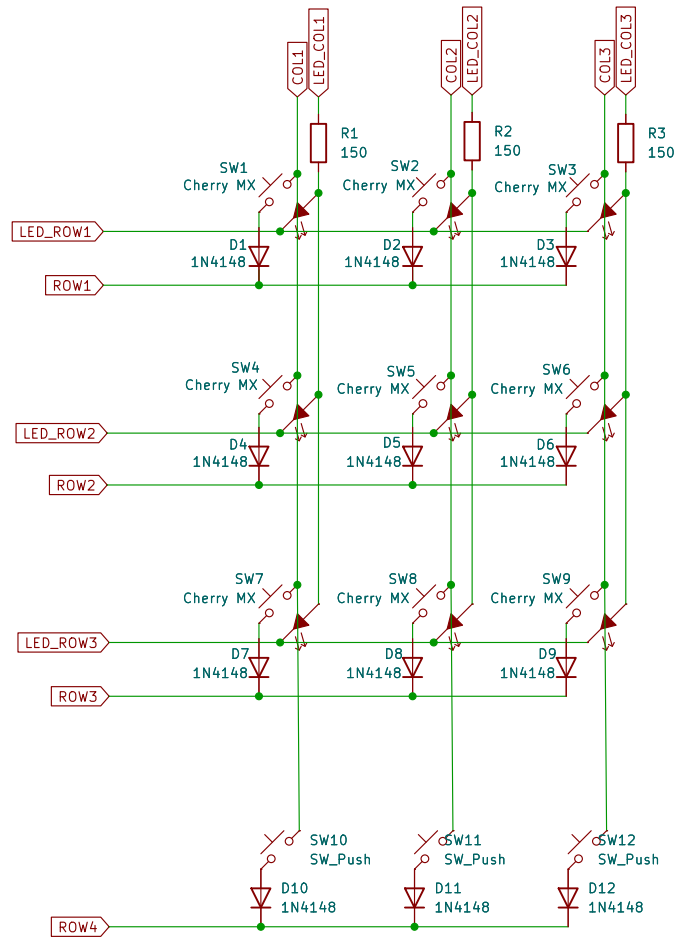 COL1
LED_COL1
COL2
LED_COL2
COL3
LED_COL3
R1
150
R2
150
R3
150
SW1
Cherry MX
SW2
Cherry MX
SW3
Cherry MX
LED_ROW1
D1
1N4148
D2
1N4148
D3
1N4148
ROW1
SW4
Cherry MX
SW5
Cherry MX
SW6
Cherry MX
LED_ROW2
D4
1N4148
D5
1N4148
D6
1N4148
ROW2
SW7
Cherry MX
SW8
Cherry MX
SW9
Cherry MX
LED_ROW3
D7
1N4148
D8
1N4148
D9
1N4148
ROW3
SW10
SW_Push
SW11
SW_Push
SW12
SW_Push
D10
1N4148
D11
1N4148
D12
1N4148
ROW4